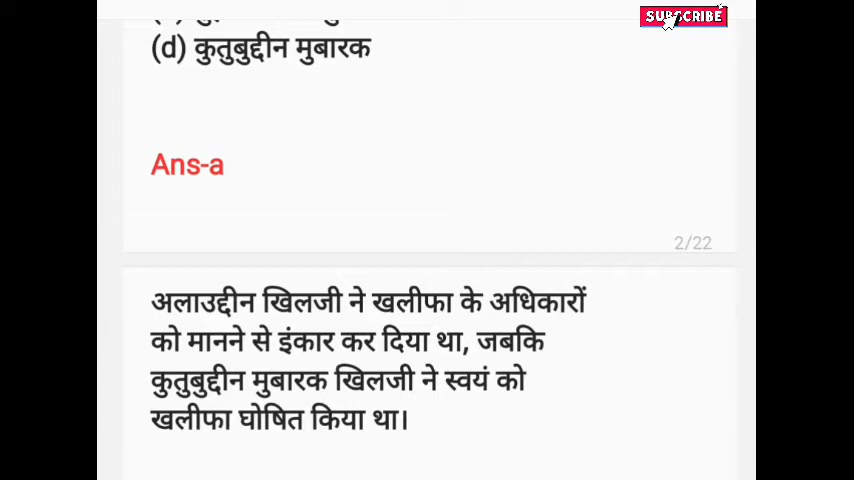 SUBSCRIBE
(d) कुतुबुद्दीन मुबारक
Ans-a
2/22
अलाउद्दीन खिलजी ने खलीफा के अधिकारों
को मानने से इंकार कर दिया था, जबकि
कुतुबुद्दीन मुबारक खिलजी ने स्वयं को
खलीफा घोषित किया था।